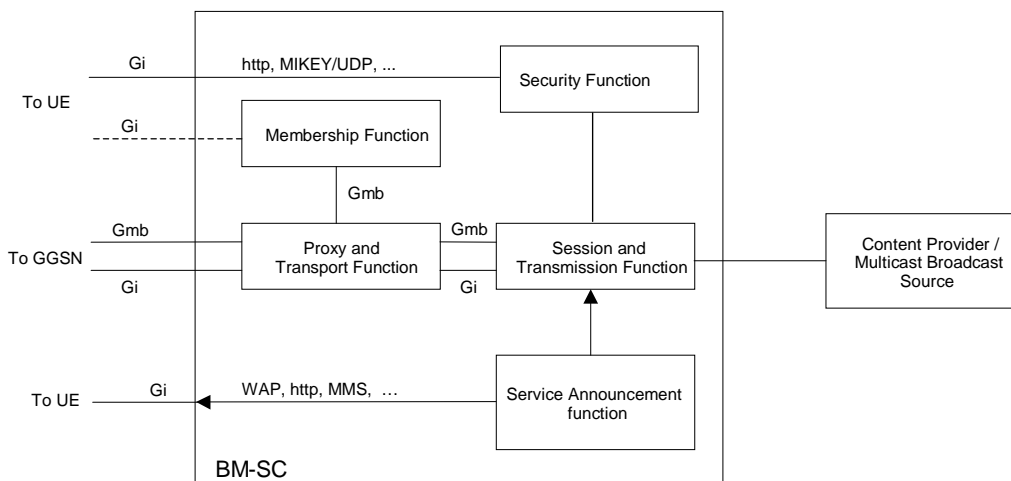 Gi
http, MIKEY/UDP, ...
Security Function
To UE
Gi
Membership Function
Gmb
Gmb
Proxy and
Transport Function
Gmb
Session and
Transmission Function
Content Provider /
Multicast Broadcast
Source
To GGSN
Gi
Gi
To UE
Gi
WAP, http, MMS, ...
Service Announcement
function
BM-SC